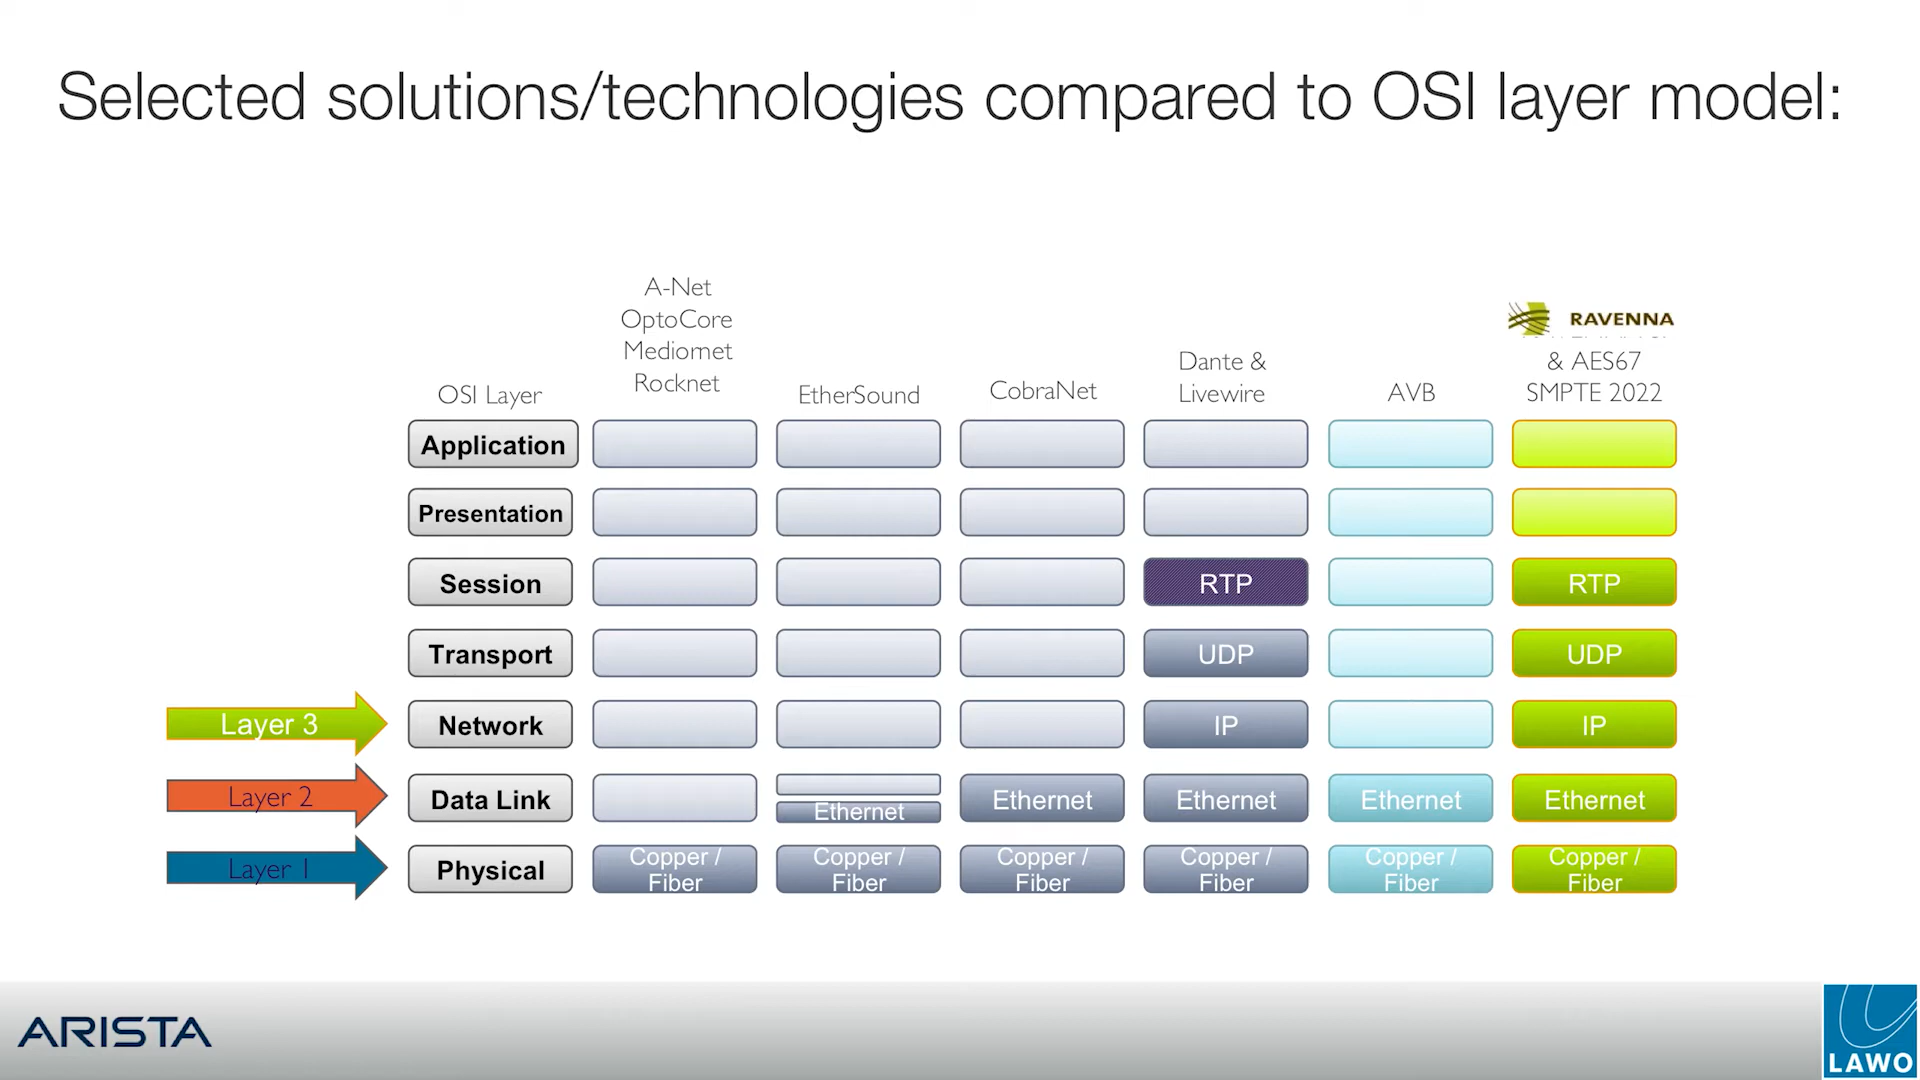 Selected solutions/technologies compared to OSI layer model:
A-Net
OptoCore
Mediornet
Rocknet
RAVENNA
& AES67
SMPTE 2022
Dante &
Livewire
OSI Layer
EtherSound
CobraNet
AVB
Application
Presentation
Session
RTP
RTP
Transport
UDP
UDP
Layer 3
Network
IP
IP
Layer 2
Data Link
Ethernet
Ethernet
Ethernet
Ethernet
Ethernet
Layer 1
Physical
Copper /
Fiber
Copper /
Fiber
Copper /
Fiber
Copper /
Fiber
Copper /
Fiber
Copper /
Fiber
ARISTA
LAWO